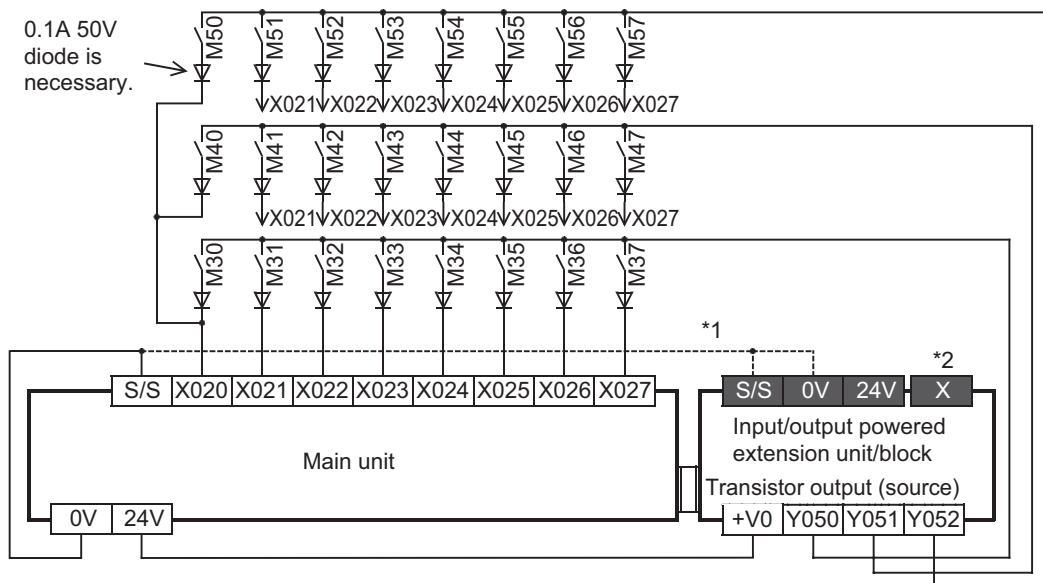 0.1A 50V
diode is
necessary.
M50 M51 M52 M53 M54 M55 M56 M57
X021 X022 X023 X024 X025 X026 X027
M40 M41 M42 M43 M44 M45 M46 M47
X021 X022 X023 X024 X025 X026 X027
M30 M31 M32 M33 M34 M35 M36 M37
*1
*2
S/S X020 X021 X022 X023 X024 X025 X026 X027
S/S 0V 24V X
Main unit
Input/output powered
extension unit/block
Transistor output (source)
0V 24V
+V0 Y050 Y051 Y052